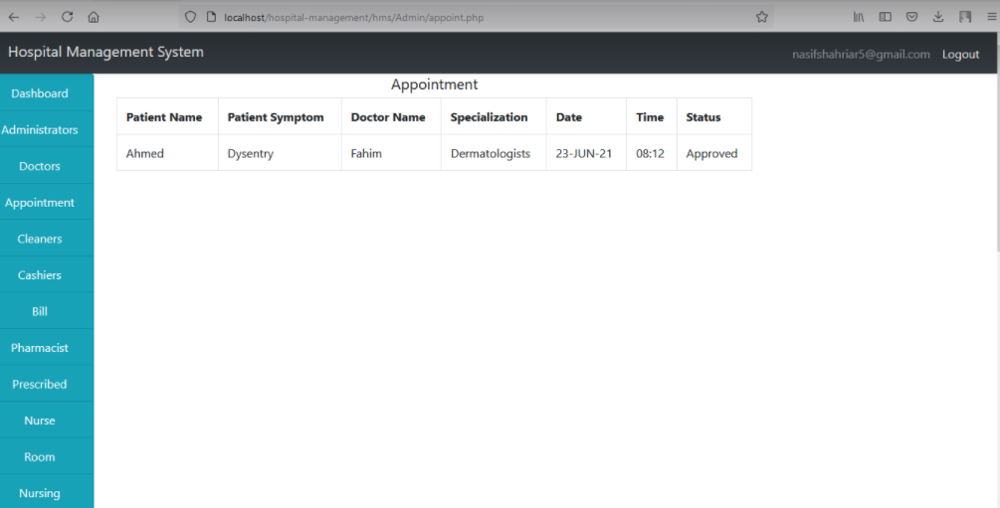 localhost/hospital-management/hms/Admin/appoint.php
Hospital Management System
nasifshahriar5@gmail.com Logout
Dashboard
Administrators
Doctors
Appointment
Cleaners
Cashiers
Bill
Pharmacist
Prescribed
Nurse
Room
Nursing
Appointment
Patient Name Patient Symptom Doctor Name Specialization Date Time Status
Ahmed Dysentry Fahim Dermatologists 23-JUN-21 08:12 Approved